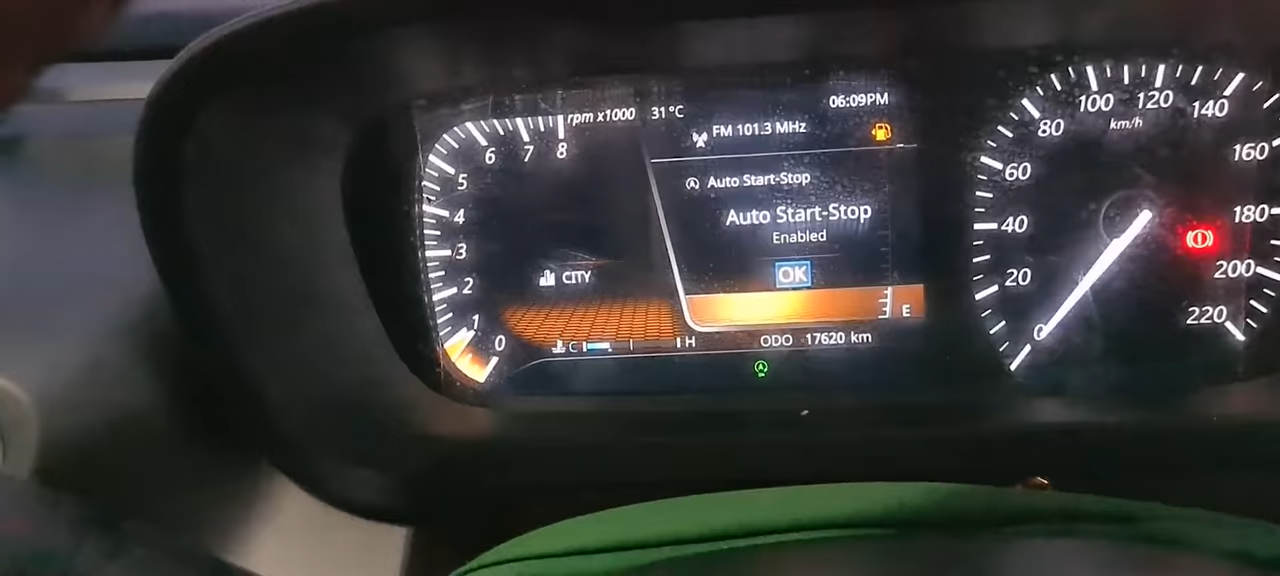 rpm x1000 31°C 06:09PM
FM 101.3 MHz
Auto Start-Stop
Auto Start-Stop
Enabled
OK
CITY
8
7
6
5
4
3
2
1
0
C H
E
ODO 17620 km
A
km/h
0
20
40
60
80
100
120
140
160
180
200
220